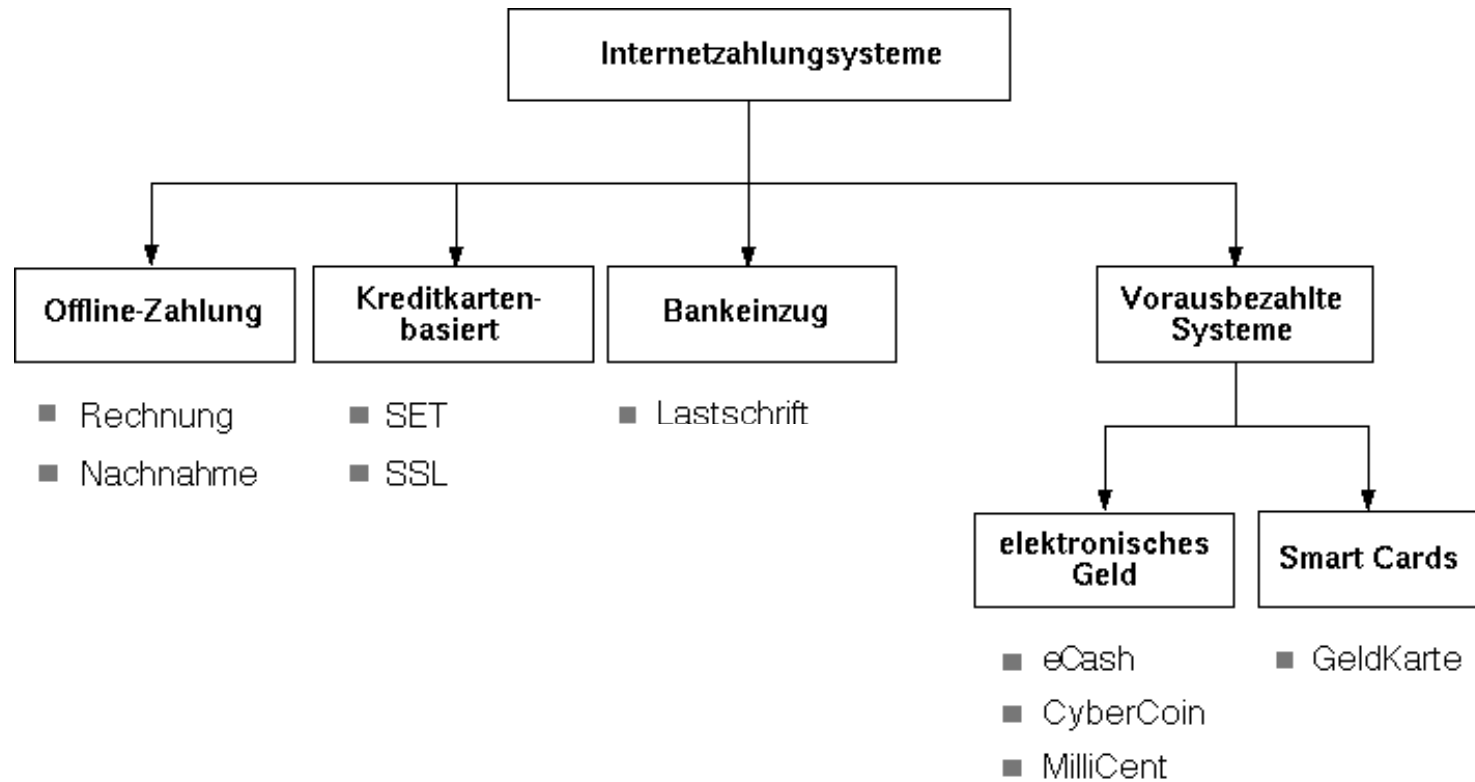 Internetzahlungsysteme
Offline-Zahlung
Kreditkarten-
basiert
Bankeinzug
Vorausbezahlte
Systeme
Rechnung
Nachnahme
SET
SSL
Lastschrift
elektronisches
Geld
Smart Cards
eCash
CyberCoin
MilliCent
GeldKarte